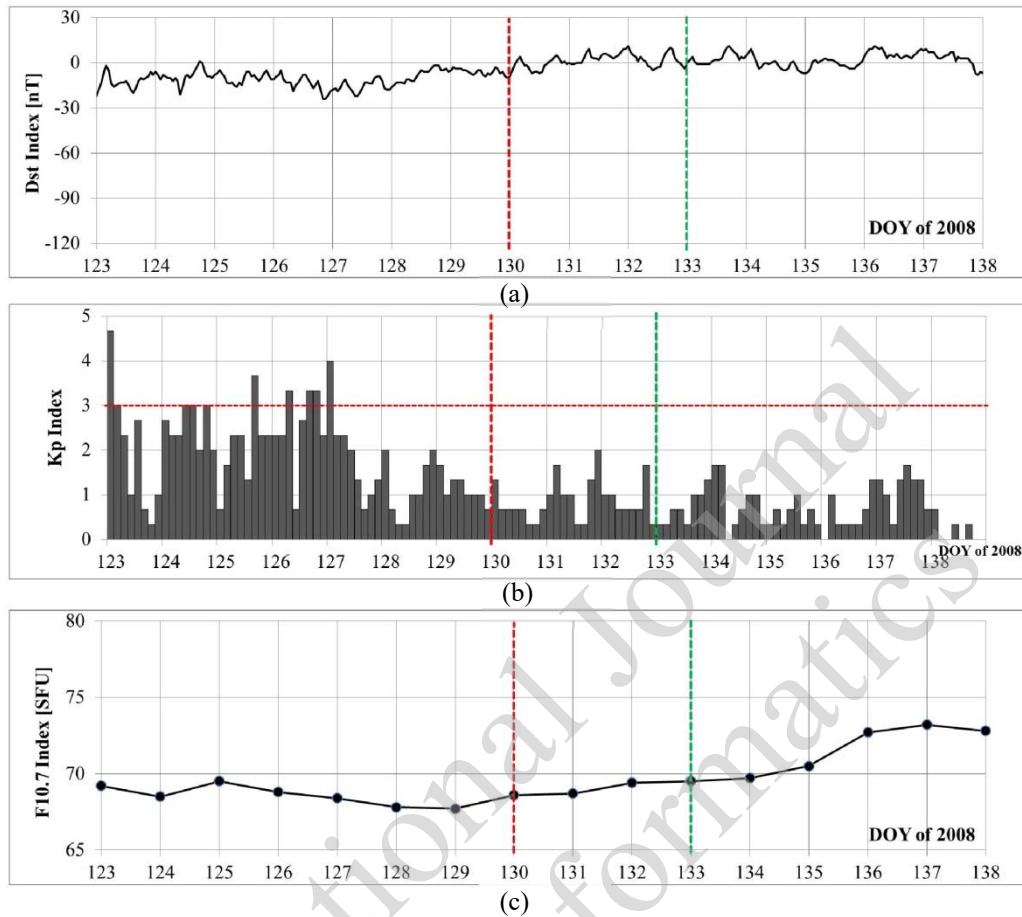 30
0
-30
-60
-90
-120
Dst Index [nT]
DOY of 2008
123 124 125 126 127 128 129 130 131 132 133 134 135 136 137 138
(a)
5
4
3
2
1
0
Kp Index
123 124 125 126 127 128 129 130 131 132 133 134 135 136 137 138
DOY of 2008
(b)
80
75
70
65
F10.7 Index [SFU]
DOY of 2008
123 124 125 126 127 128 129 130 131 132 133 134 135 136 137 138
(c)
tional Journal
formatics